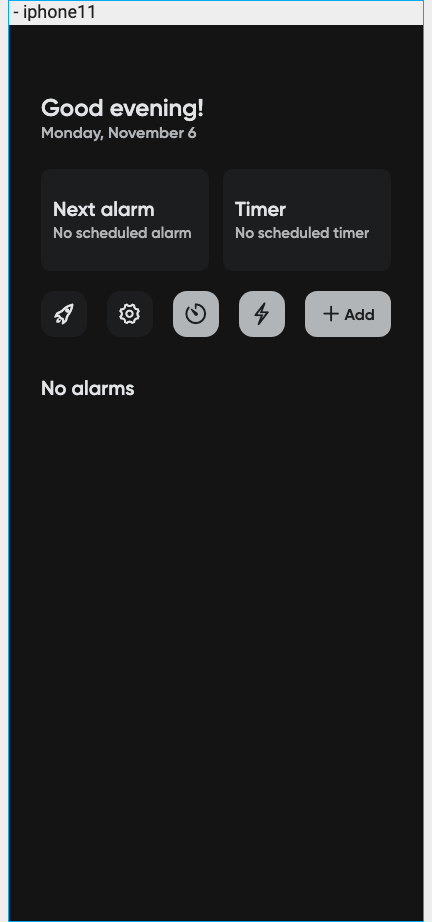 - iphone11
Good evening!
Monday, November 6
Next alarm
No scheduled alarm
Timer
No scheduled timer
Add
No alarms